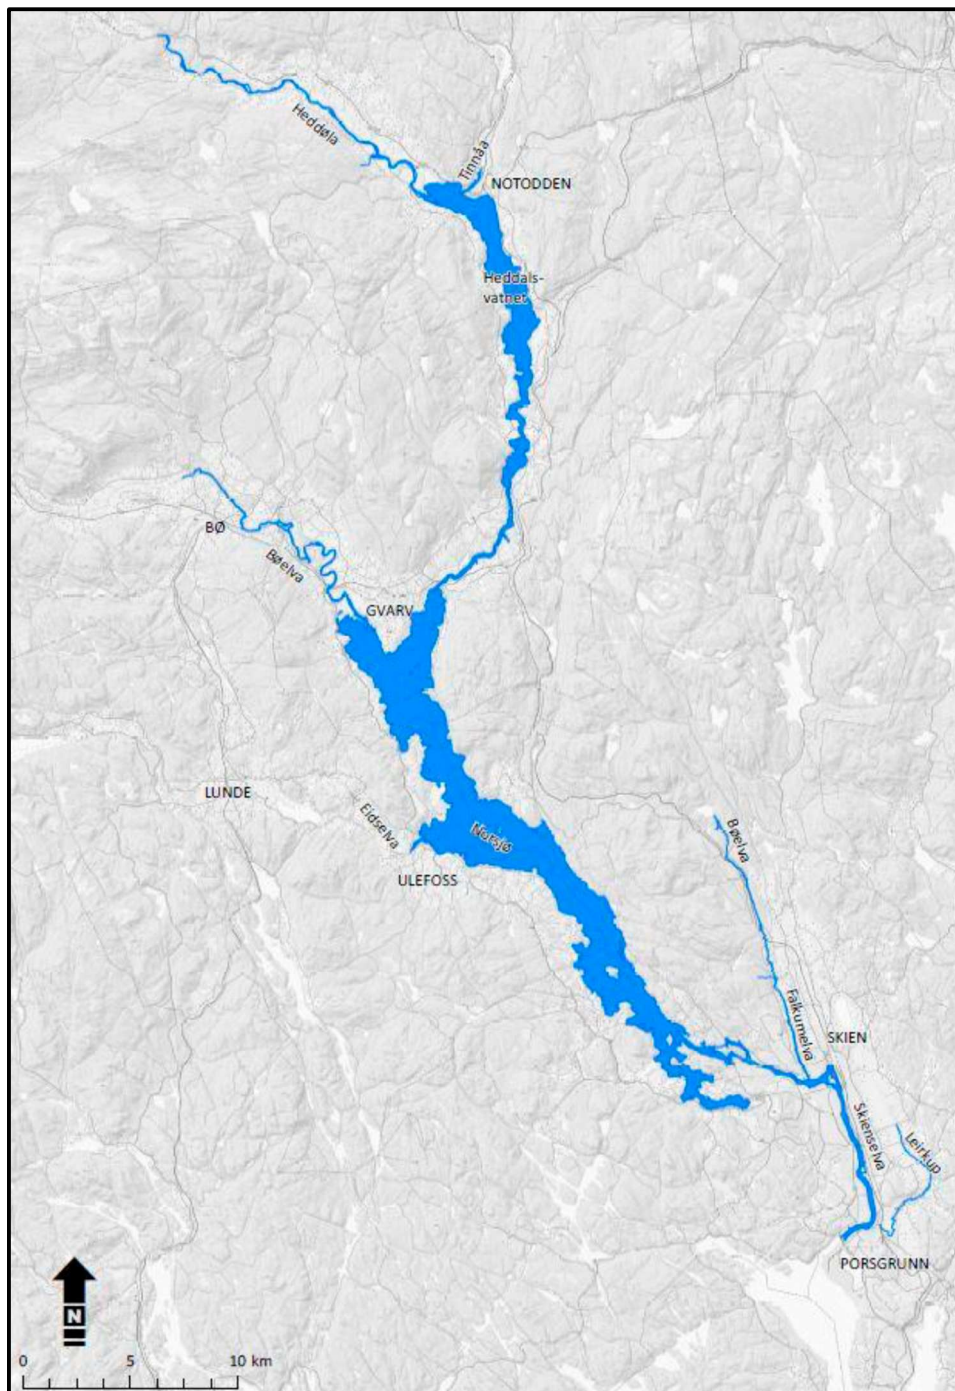 Heddøla
Tinnåa
NOTODDEN
Heddals-
vatnet
BØ
Bøelva
GVARV
LUNDE
Eidselva
Norsjø
ULEFOSS
Bøelva
Falkumelva
SKIEN
Skienselva
Leirkup
PORSGRUNN
N
0 5 10 km